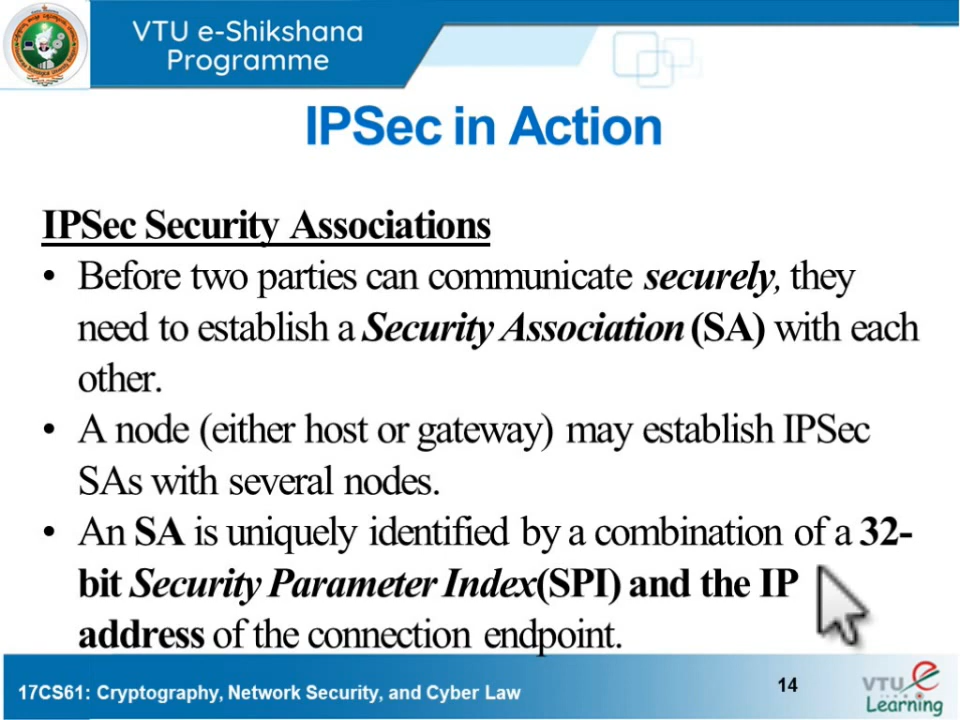 VTU e-Shikshana
Programme
IPSec in Action
IPSec Security Associations
• Before two parties can communicate securely, they
need to establish a Security Association (SA) with each
other.
• A node (either host or gateway) may establish IPSec
SAs with several nodes.
• An SA is uniquely identified by a combination of a 32-
bit Security Parameter Index(SPI) and the IP
address of the connection endpoint.
17CS61: Cryptography, Network Security, and Cyber Law
14
VTU e
Learning